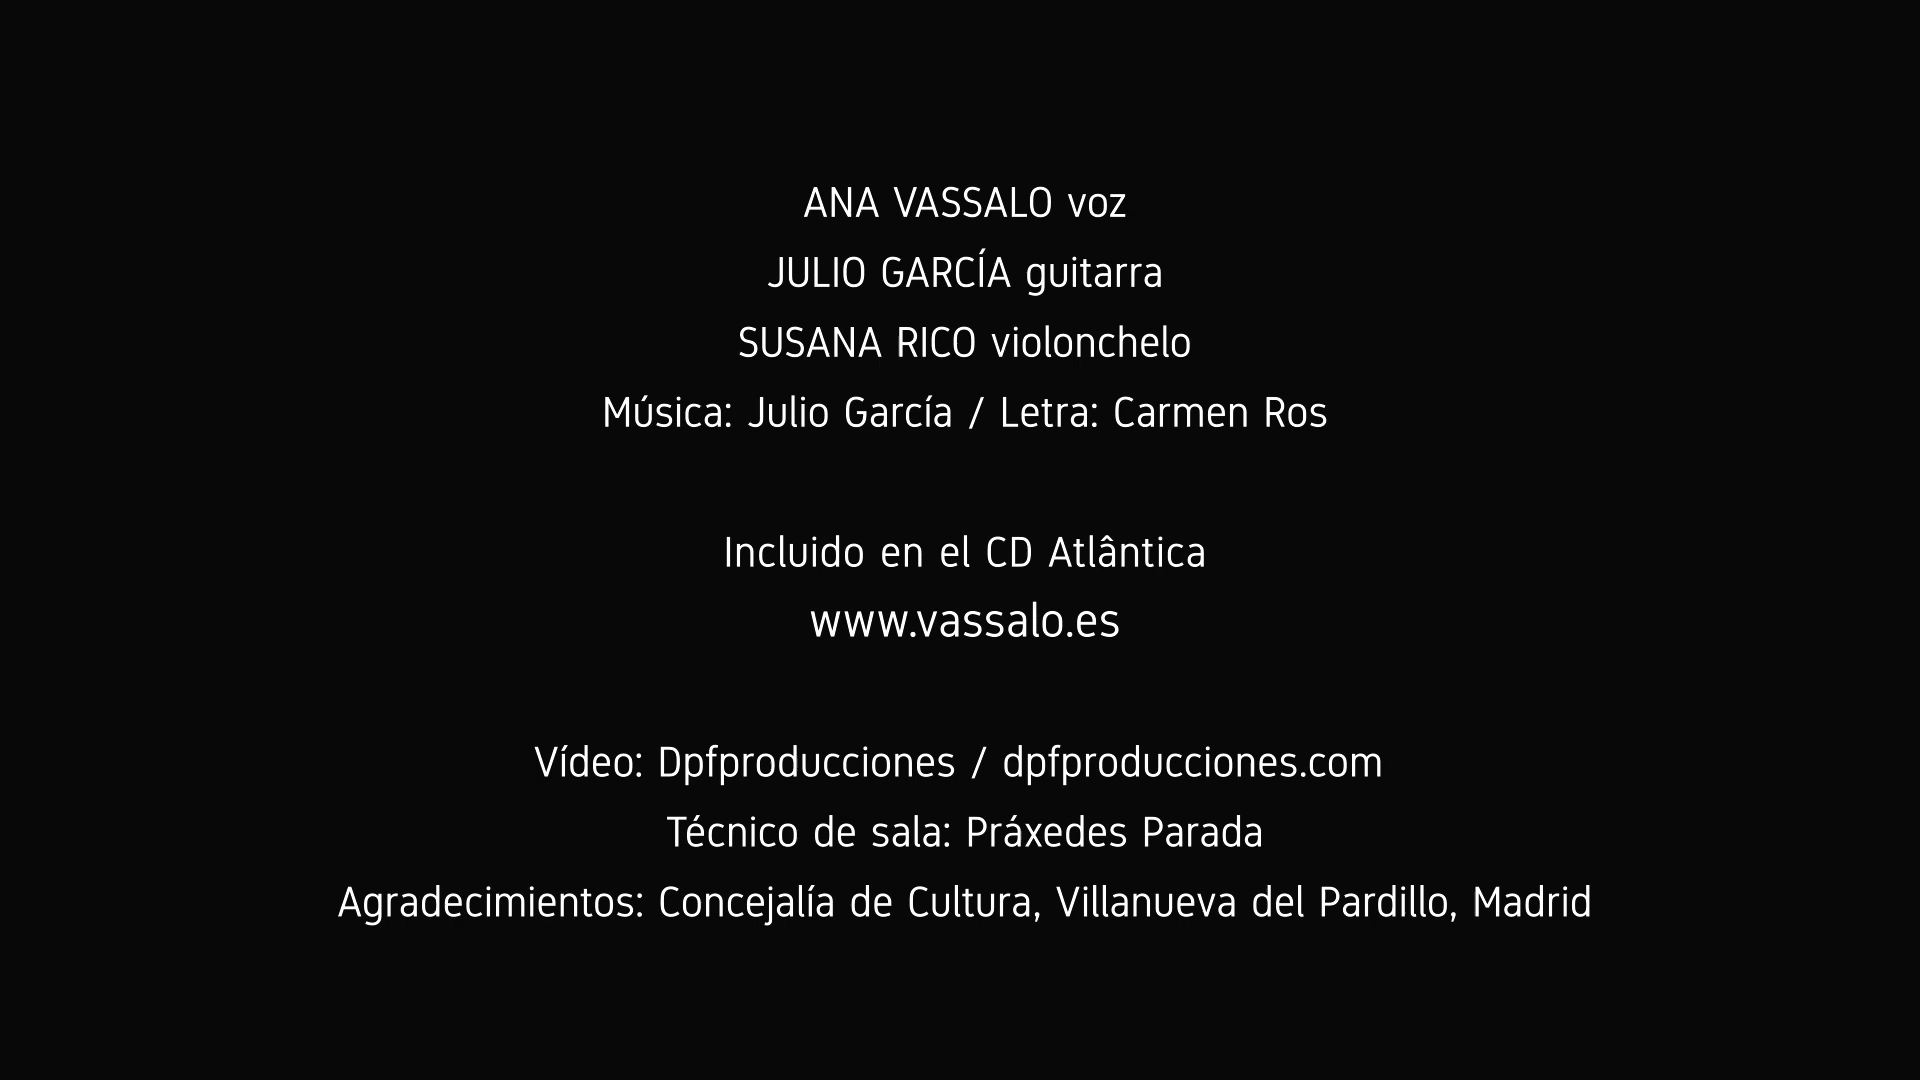 ANA VASSALO voz
JULIO GARCÍA guitarra
SUSANA RICO violonchelo
Música: Julio García / Letra: Carmen Ros
Incluido en el CD Atlântica
www.vassalo.es
Vídeo: Dpfproducciones / dpfproducciones.com
Técnico de sala: Práxedes Parada
Agradecimientos: Concejalía de Cultura, Villanueva del Pardillo, Madrid